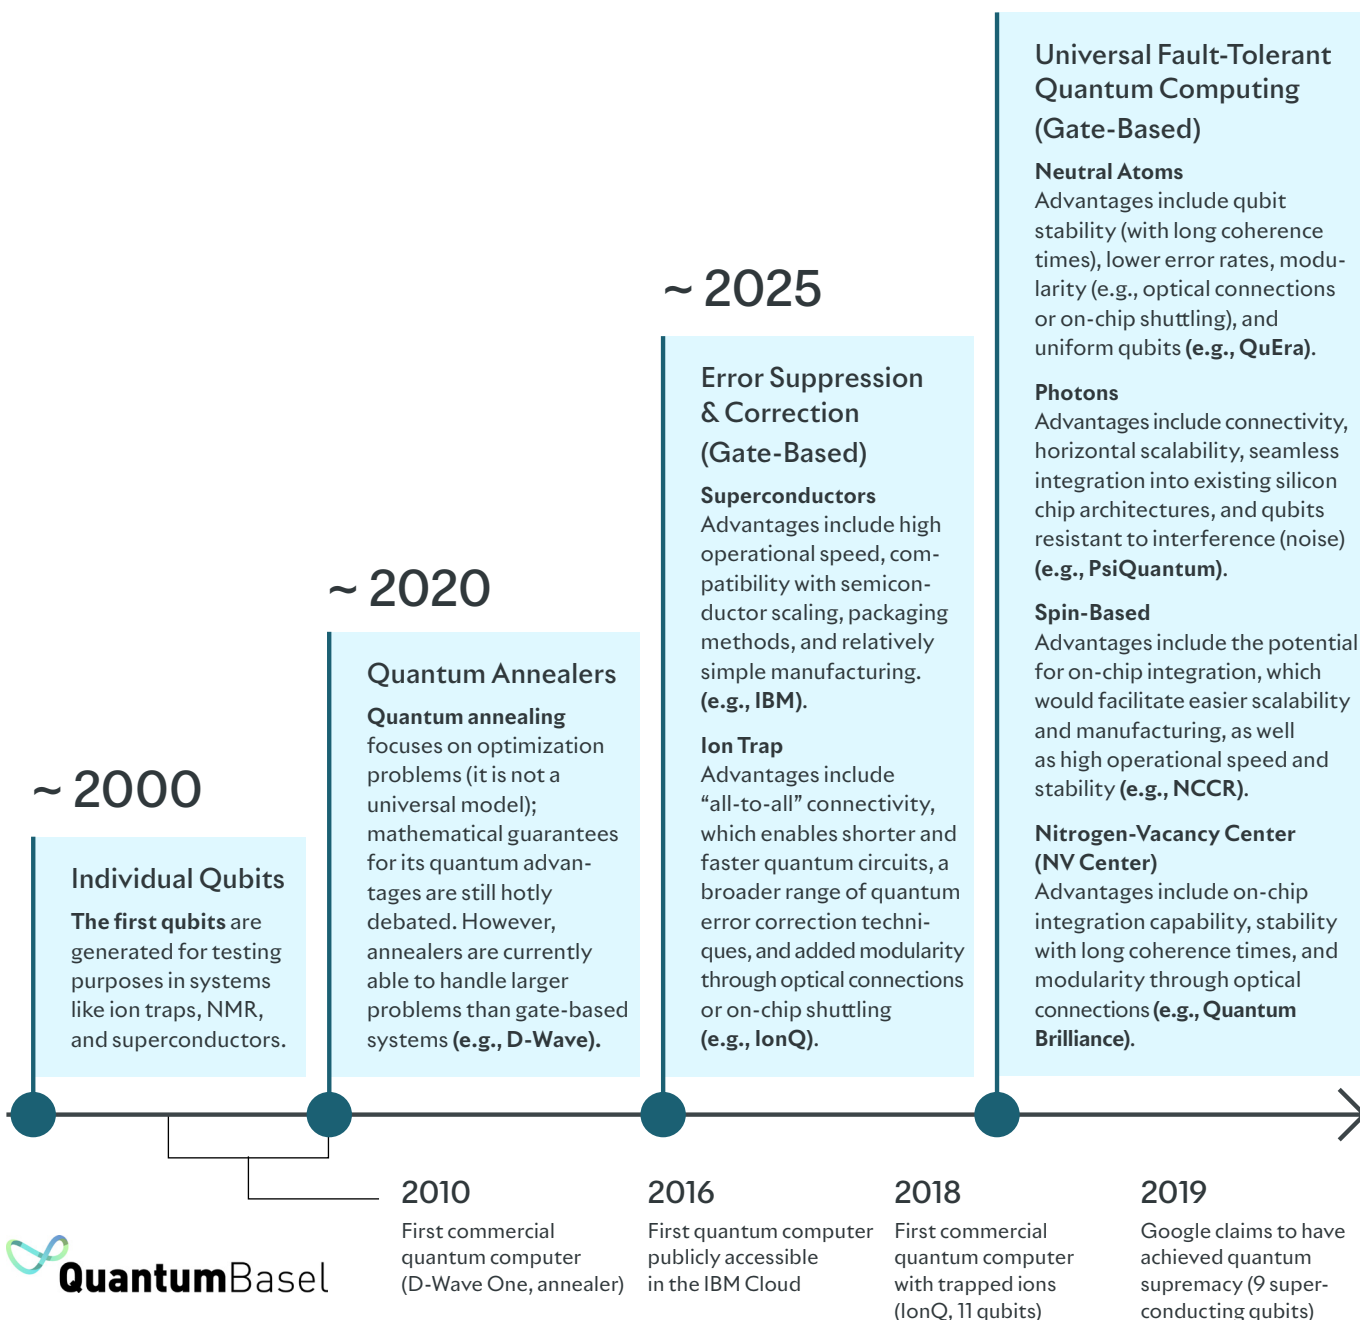 ~ 2000
Individual Qubits
The first qubits are
generated for testing
purposes in systems
like ion traps, NMR,
and superconductors.
~ 2020
Quantum Annealers
Quantum annealing
focuses on optimization
problems (it is not a
universal model);
mathematical guarantees
for its quantum advan-
tages are still hotly
debated. However,
annealers are currently
able to handle larger
problems than gate-based
systems (e.g., D-Wave).
~ 2025
Error Suppression
& Correction
(Gate-Based)
Superconductors
Advantages include high
operational speed, com-
patibility with semicon-
ductor scaling, packaging
methods, and relatively
simple manufacturing.
(e.g., IBM).
Ion Trap
Advantages include
“all-to-all” connectivity,
which enables shorter and
faster quantum circuits, a
broader range of quantum
error correction techni-
ques, and added modularity
through optical connections
or on-chip shuttling
(e.g., IonQ).
Universal Fault-Tolerant
Quantum Computing
(Gate-Based)
Neutral Atoms
Advantages include qubit
stability (with long coherence
times), lower error rates, modu-
larity (e.g., optical connections
or on-chip shuttling), and
uniform qubits (e.g., QuEra).
Photons
Advantages include connectivity,
horizontal scalability, seamless
integration into existing silicon
chip architectures, and qubits
resistant to interference (noise)
(e.g., PsiQuantum).
Spin-Based
Advantages include the potential
for on-chip integration, which
would facilitate easier scalability
and manufacturing, as well
as high operational speed and
stability (e.g., NCCR).
Nitrogen-Vacancy Center
(NV Center)
Advantages include on-chip
integration capability, stability
with long coherence times, and
modularity through optical
connections (e.g., Quantum
Brilliance).
2010
First commercial
quantum computer
(D-Wave One, annealer)
2016
First quantum computer
publicly accessible
in the IBM Cloud
2018
First commercial
quantum computer
with trapped ions
(IonQ, 11 qubits)
2019
Google claims to have
achieved quantum
supremacy (9 super-
conducting qubits)
QuantumBasel